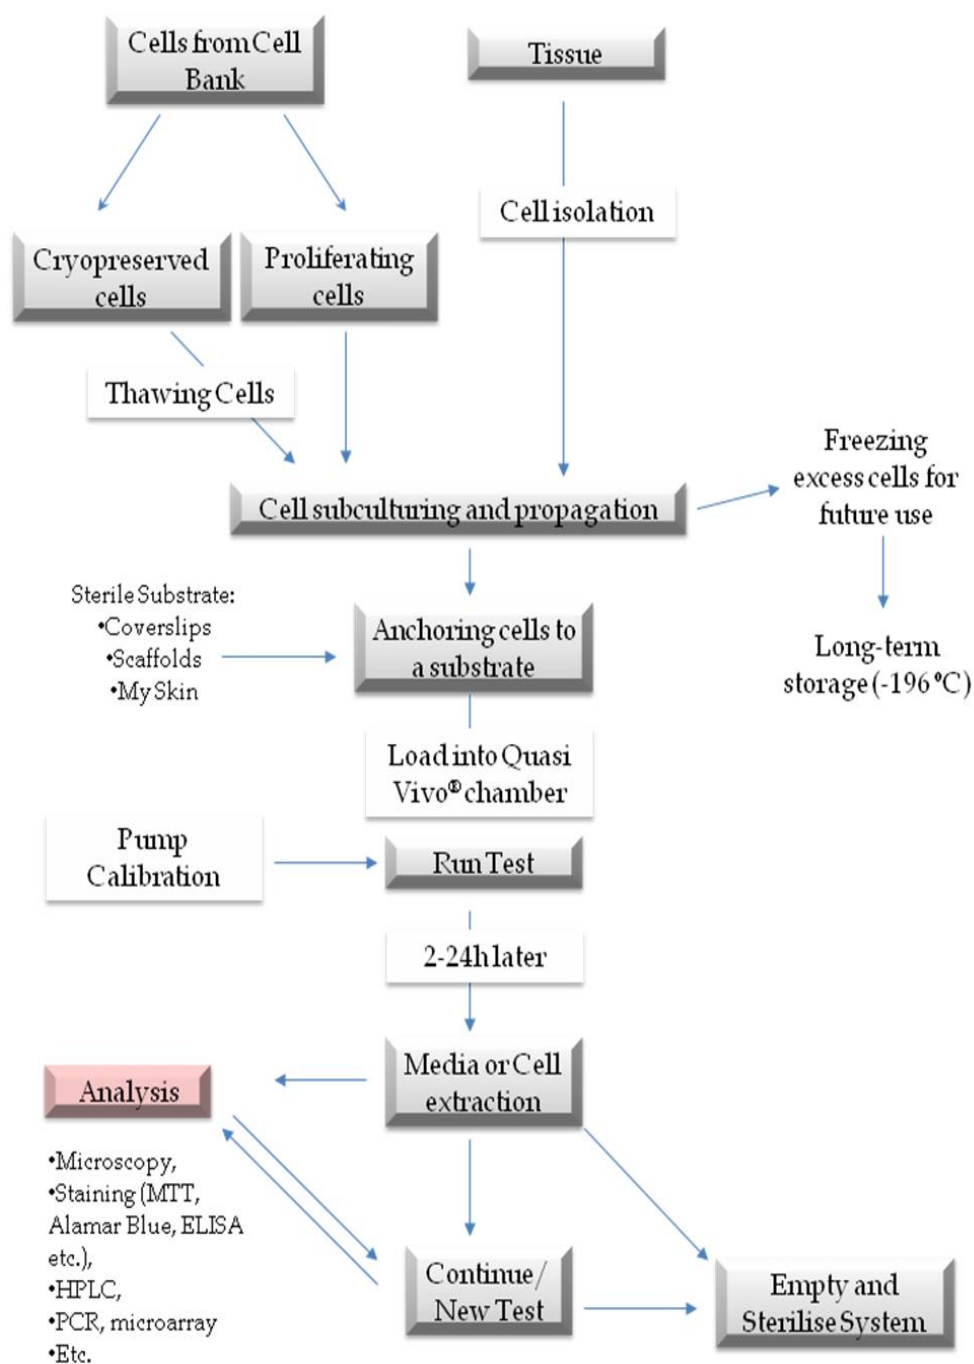 Cells from Cell
Bank
Tissue
Cell isolation
Cryopreserved
cells
Proliferating
cells
Thawing Cells
Freezing
excess cells for
future use
Cell subculturing and propagation
Sterile Substrate:
•Coverslips
•Scaffolds
•My Skin
Anchoring cells to
a substrate
Long-term
storage (-196 °C)
Load into Quasi
Vivo® chamber
Pump
Calibration
Run Test
2-24h later
Media or Cell
extraction
Analysis
•Microscopy,
•Staining (MTT,
Alamar Blue, ELISA
etc.),
•HPLC,
•PCR, microarray
•Etc.
Continue/
New Test
Empty and
Sterilise System